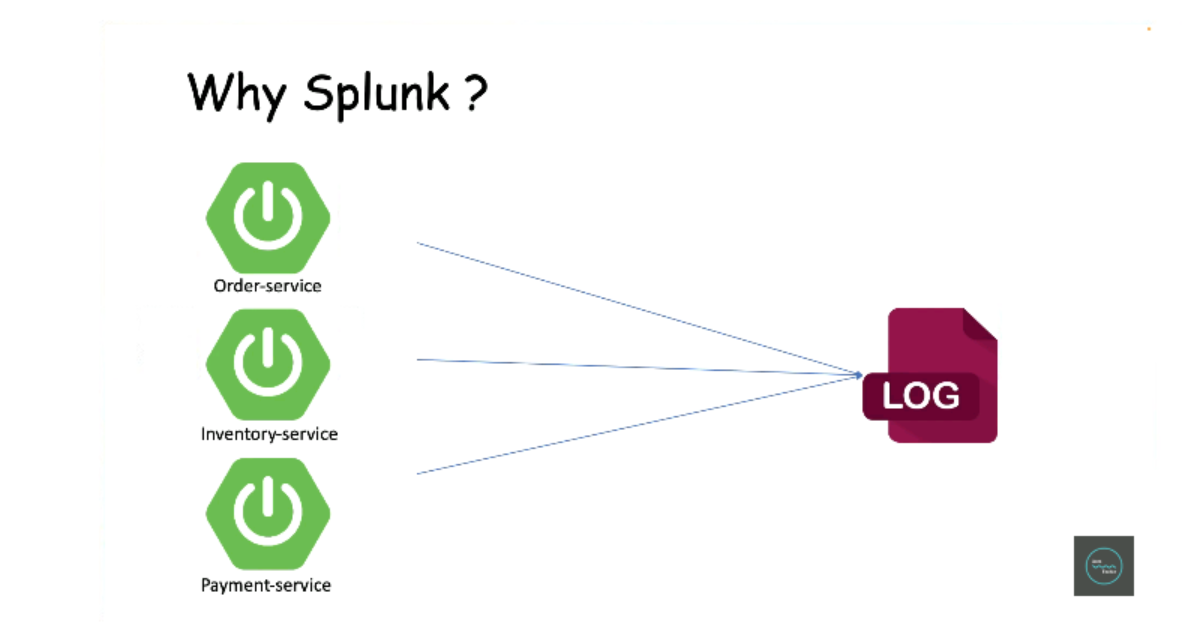 Why Splunk ?
Order-service
Inventory-service
Payment-service
LOG